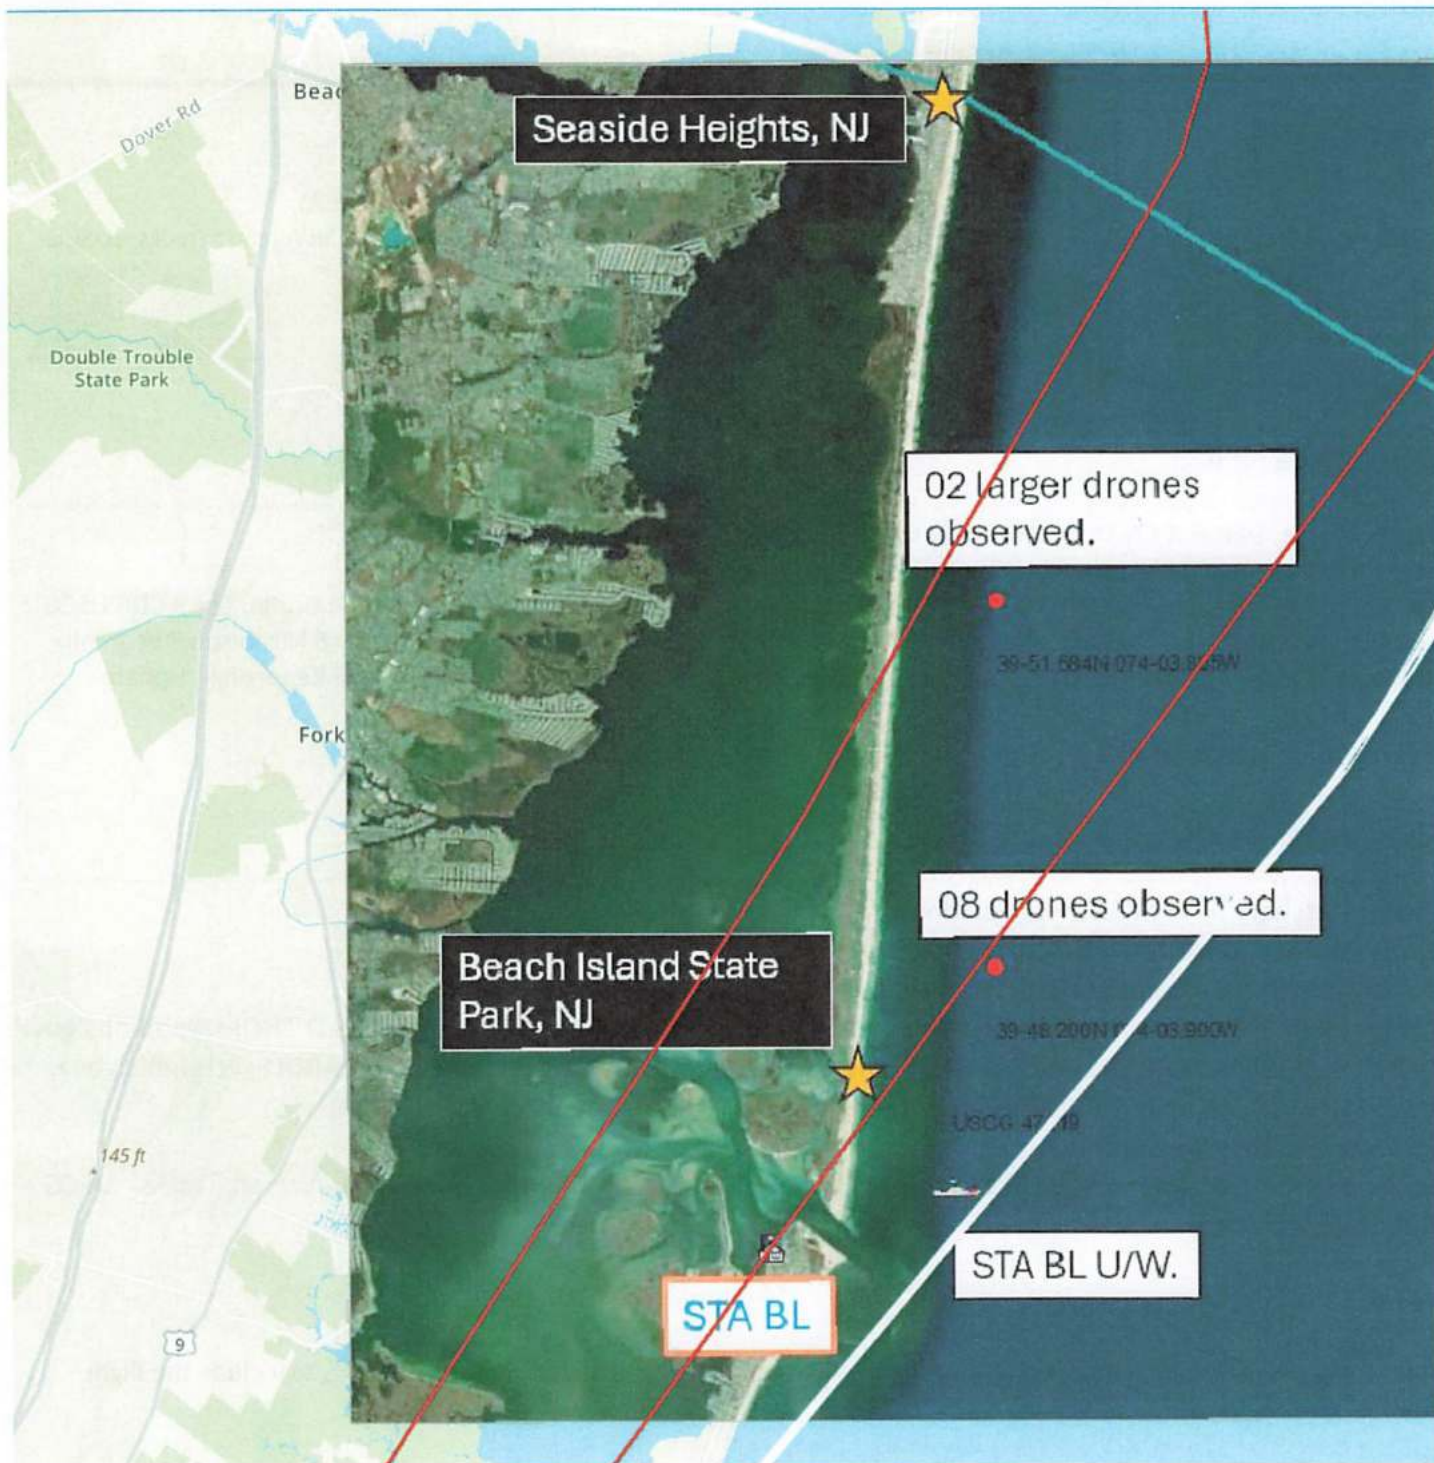 Beac
Dover Rd
Seaside Heights, NJ
Double Trouble
State Park
02 larger drones
observed.
Fork
08 drones observed.
Beach Island State
Park, NJ
145 ft
STA BL U/W.
STA BL
9